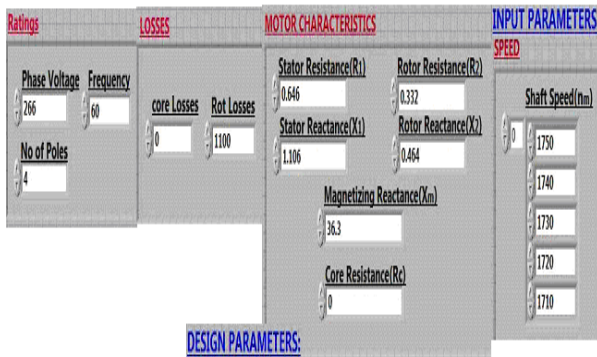 Ratings
Phase Voltage Frequency
266 60
No of Poles
4
LOSSES
core Losses Rot Losses
0 1100
MOTOR CHARACTERISTICS
Stator Resistance(R1) Rotor Resistance(R2)
0.646 0.332
Stator Reactance(X1) Rotor Reactance(X2)
1.106 0.464
Magnetizing Reactance(Xm)
36.3
Core Resistance(Rc)
0
INPUT PARAMETERS
SPEED
Shaft Speed(nm)
0 1750
1740
1730
1720
1710
DESIGN PARAMETERS: